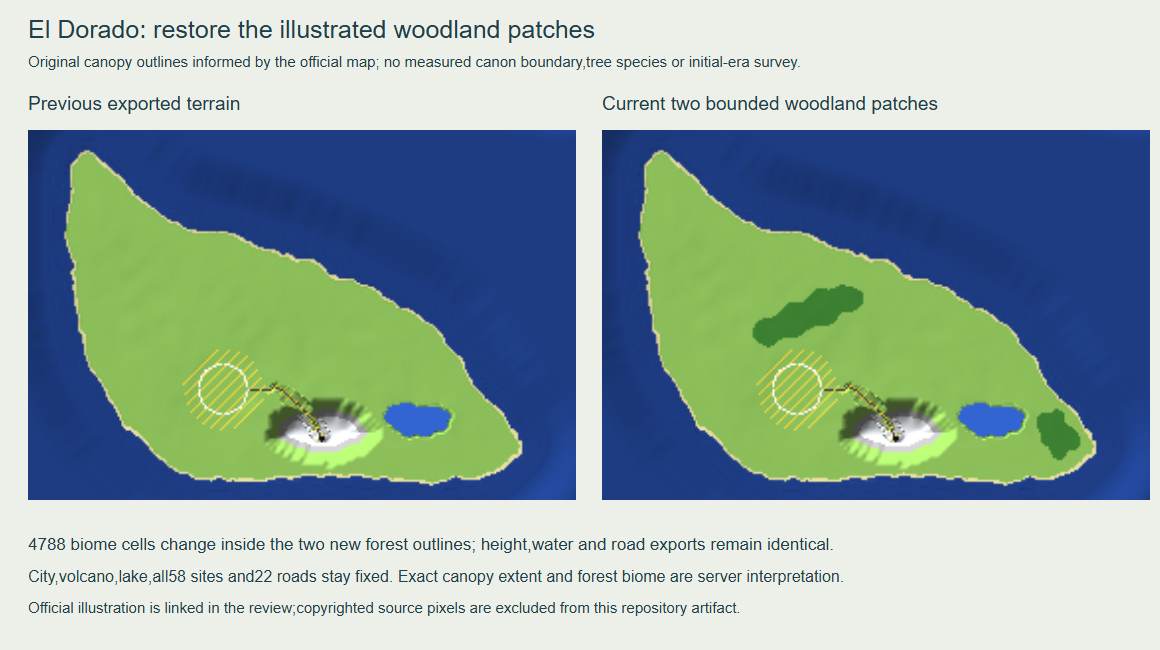 El Dorado: restore the illustrated woodland patches
Original canopy outlines informed by the official map; no measured canon boundary,tree species or initial-era survey.
Previous exported terrain
Current two bounded woodland patches
4788 biome cells change inside the two new forest outlines; height,water and road exports remain identical.
City,volcano,lake,all58 sites and22 roads stay fixed. Exact canopy extent and forest biome are server interpretation.
Official illustration is linked in the review;copyrighted source pixels are excluded from this repository artifact.